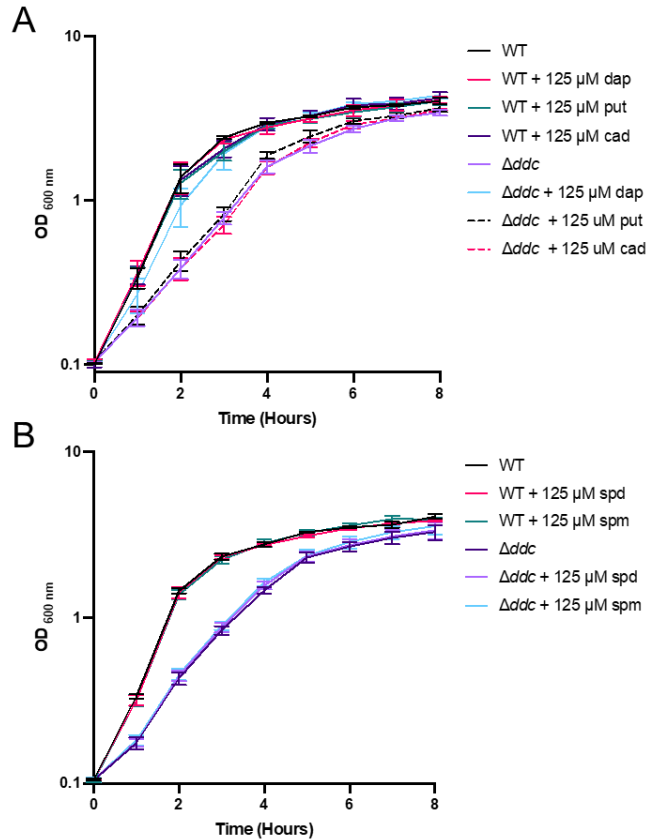 A
10
1
0.1
OD 600 nm
0
2
4
6
8
Time (Hours)
WT
WT + 125 µM dap
WT + 125 µM put
WT + 125 µM cad
Δddc
Δddc + 125 µM dap
Δddc + 125 uM put
Δddc + 125 uM cad
B
10
1
0.1
OD 600 nm
0
2
4
6
8
Time (Hours)
WT
WT + 125 µM spd
WT + 125 µM spm
Δddc
Δddc + 125 µM spd
Δddc + 125 µM spm